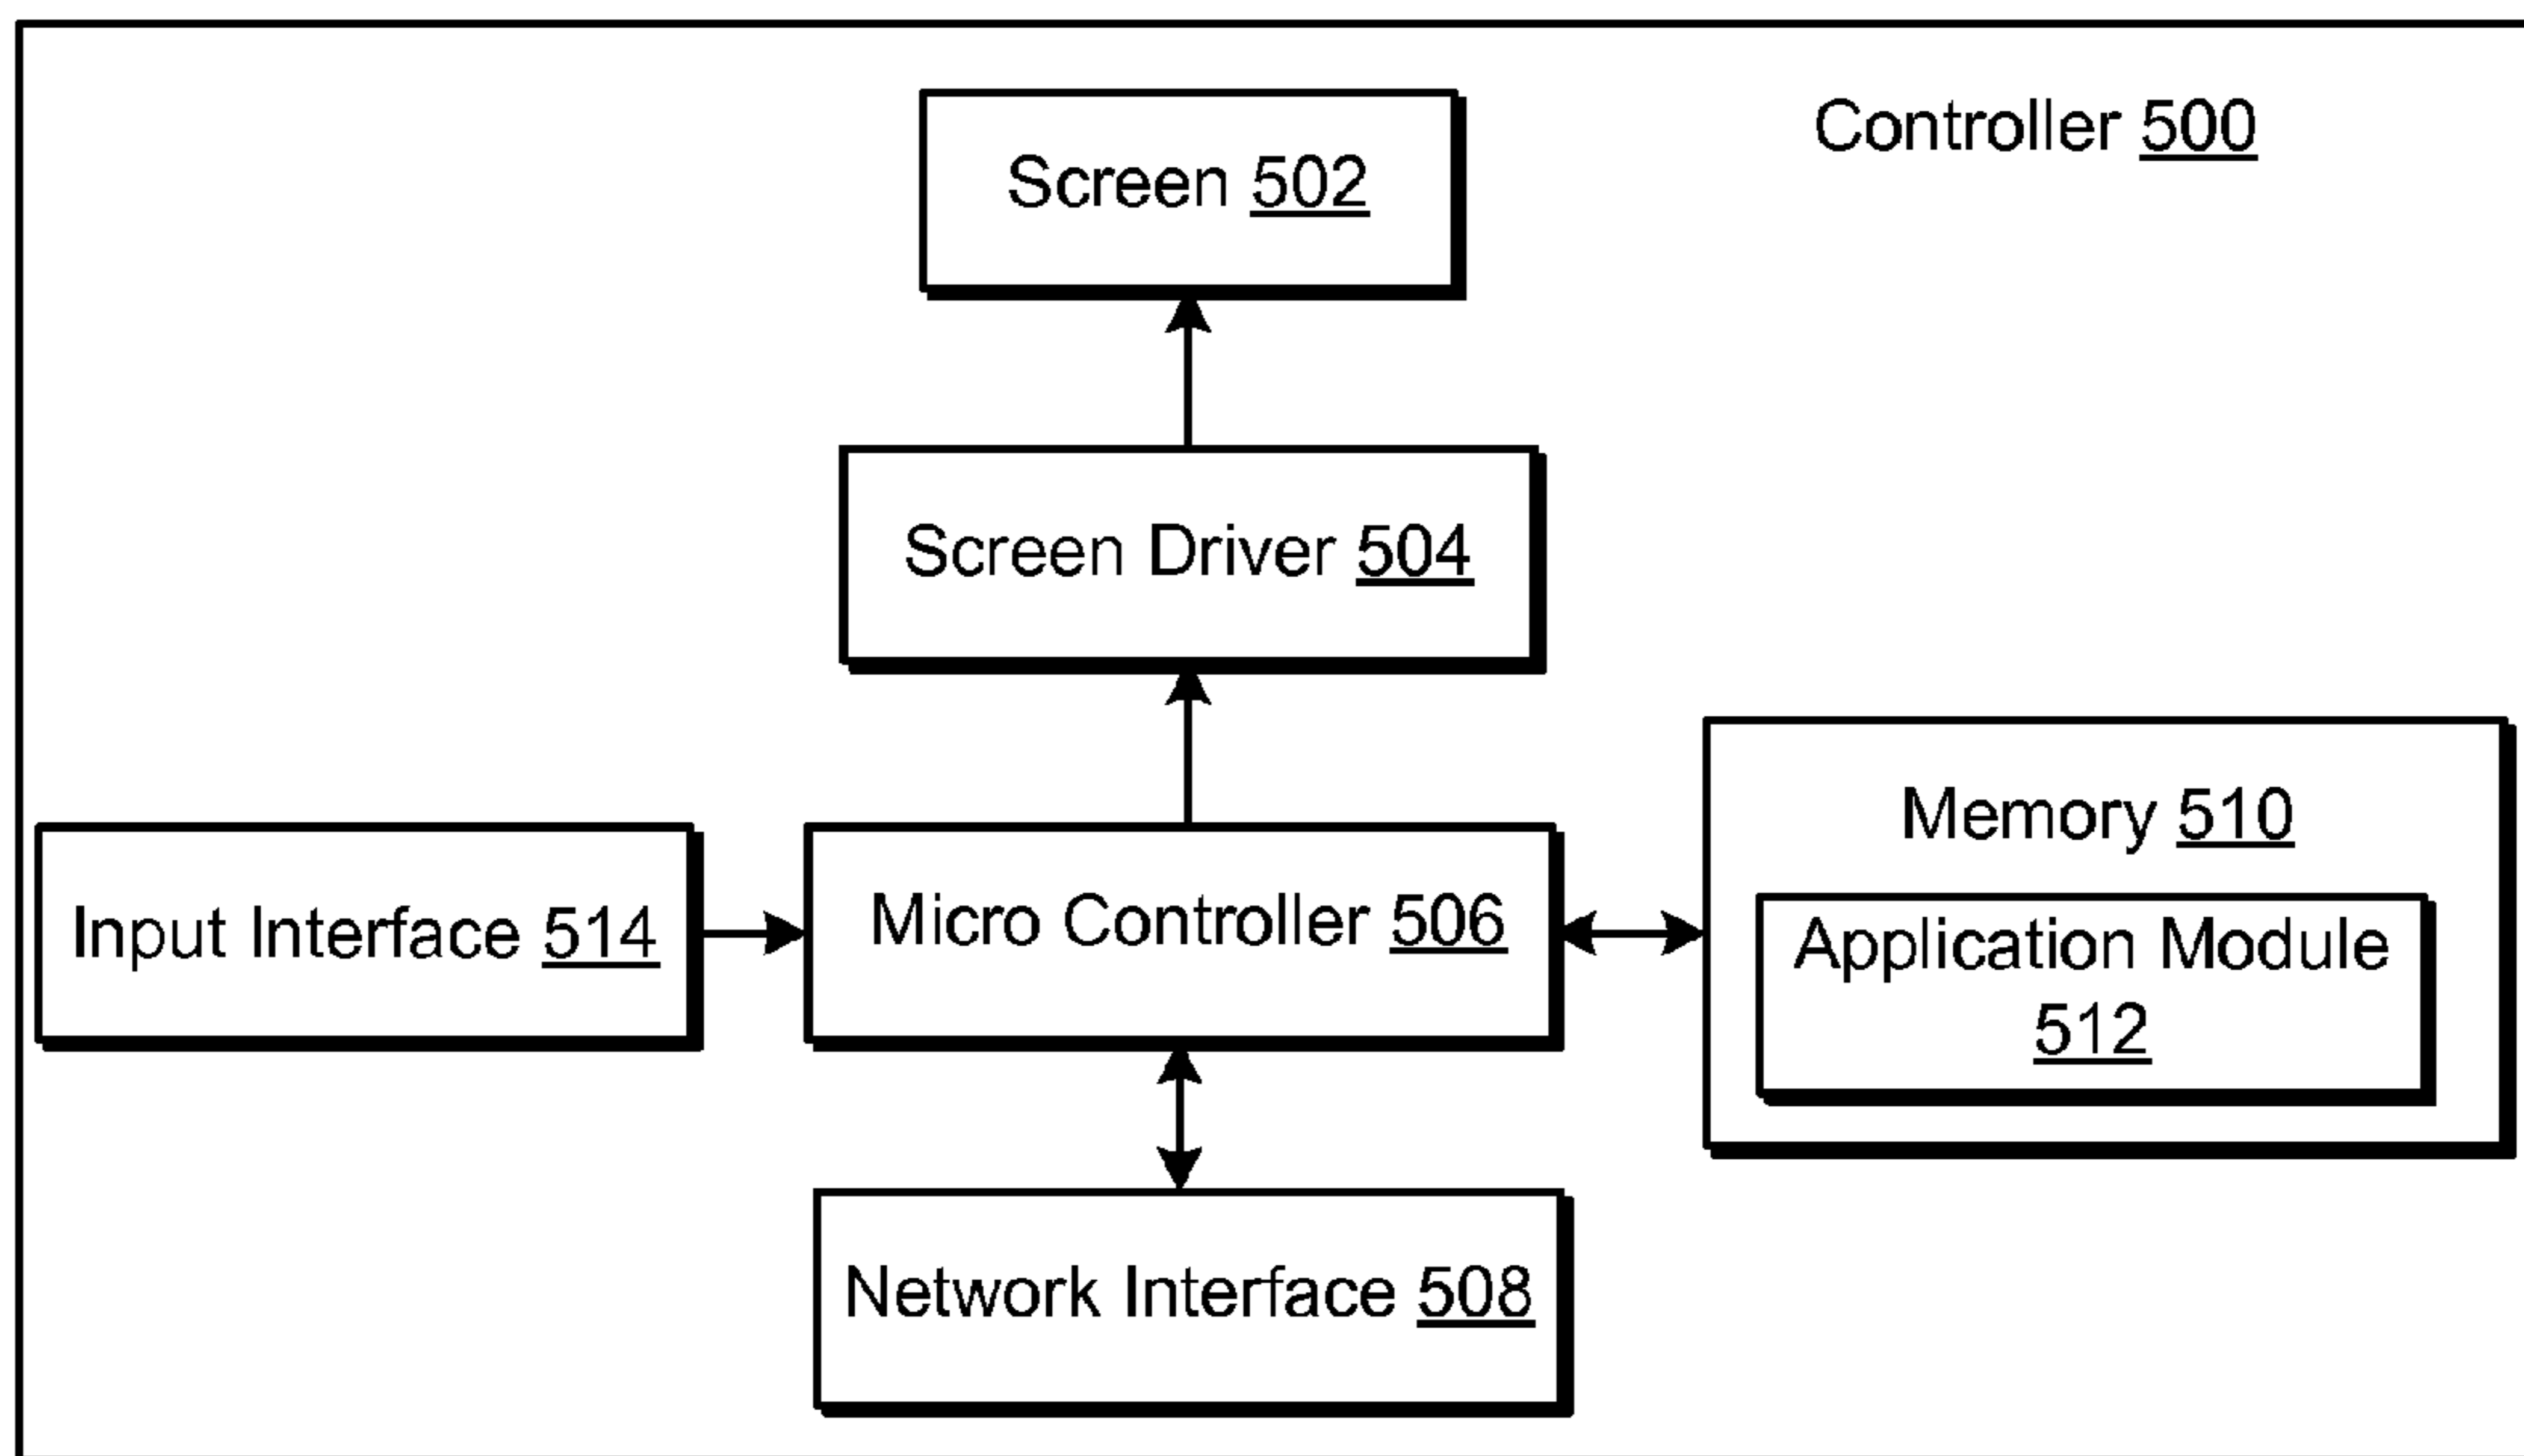 Controller 500
Screen 502
Screen Driver 504
Memory 510
Input Interface 514
Micro Controller 506
Application Module
512
Network Interface 508